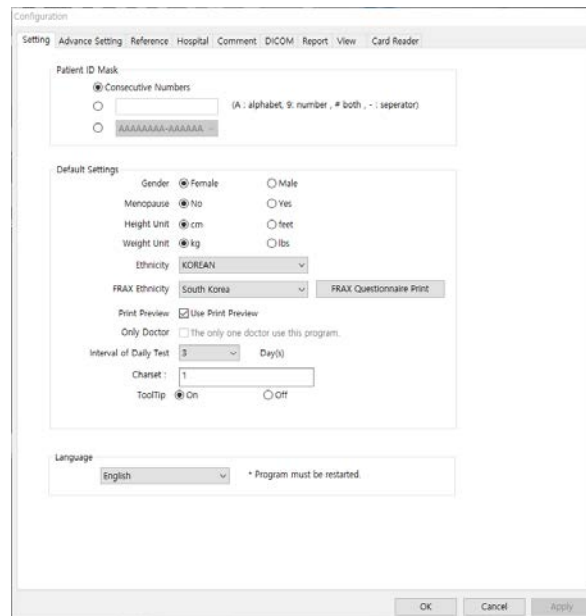 Configuration
Setting Advance Setting Reference Hospital Comment DICOM Report View Card Reader
Patient ID Mask
Consecutive Numbers
(A : alphabet, 9: number , # both , - : seperator)
AAAAAAAA-AAAAAA
Default Settings
Gender Female Male
Menopause No Yes
Height Unit cm feet
Weight Unit kg lbs
Ethnicity KOREAN
FRAX Ethnicity South Korea FRAX Questionnaire Print
Print Preview Use Print Preview
Only Doctor The only one doctor use this program.
Interval of Daily Test 3 Day(s)
Charset : 1
ToolTip On Off
Language
English * Program must be restarted.
OK Cancel Apply